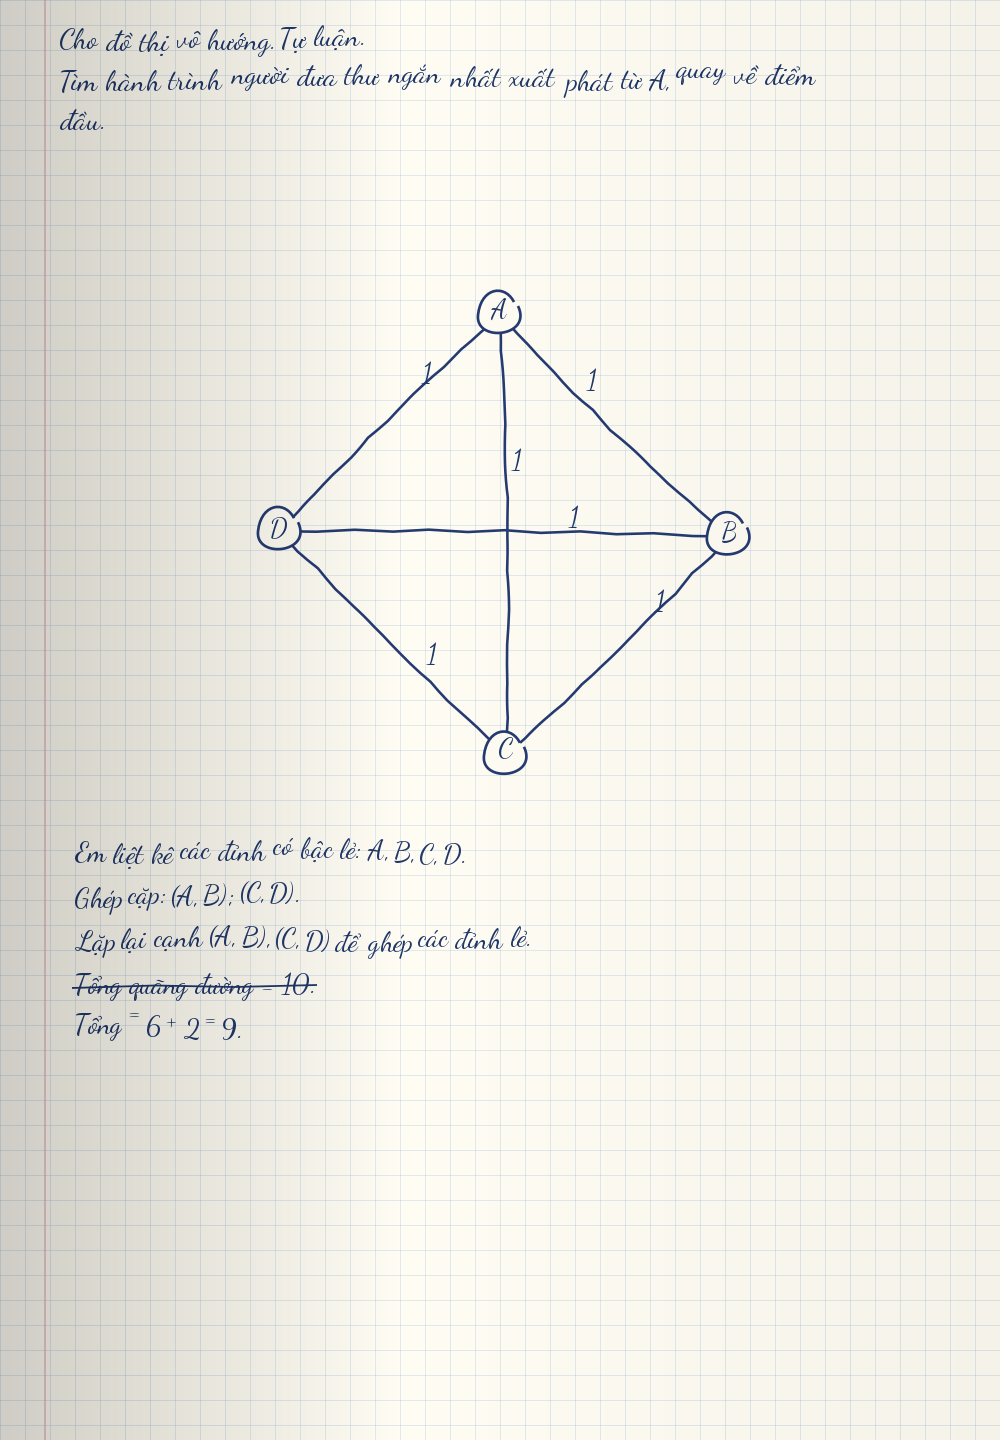 Cho đồ thị vô hướng. Tự luận.
Tìm hành trình người đưa thư ngắn nhất xuất phát từ A, quay về điểm
đầu.
A
1
1
1
D
1
B
1
1
C
Em liệt kê các đỉnh có bậc lẻ: A, B, C, D.
Ghép cặp: (A, B); (C, D).
Lặp lại cạnh (A, B), (C, D) để ghép các đỉnh lẻ.
Tổng quãng đường = 10.
Tổng = 6 + 2 = 9.